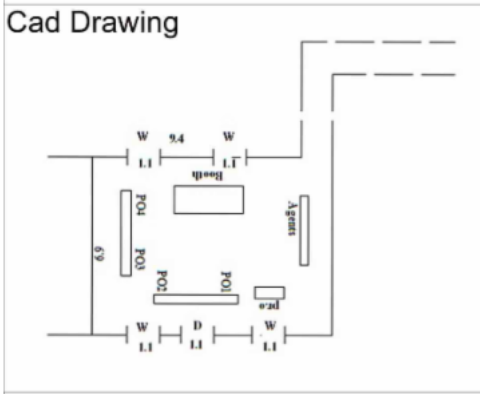 Cad Drawing
W 9.4 W
1.1 1.1
Booth
PO4
Agents
6.9
PO3
PO2 PO1
pr.o
W D W
1.1 1.1 1.1